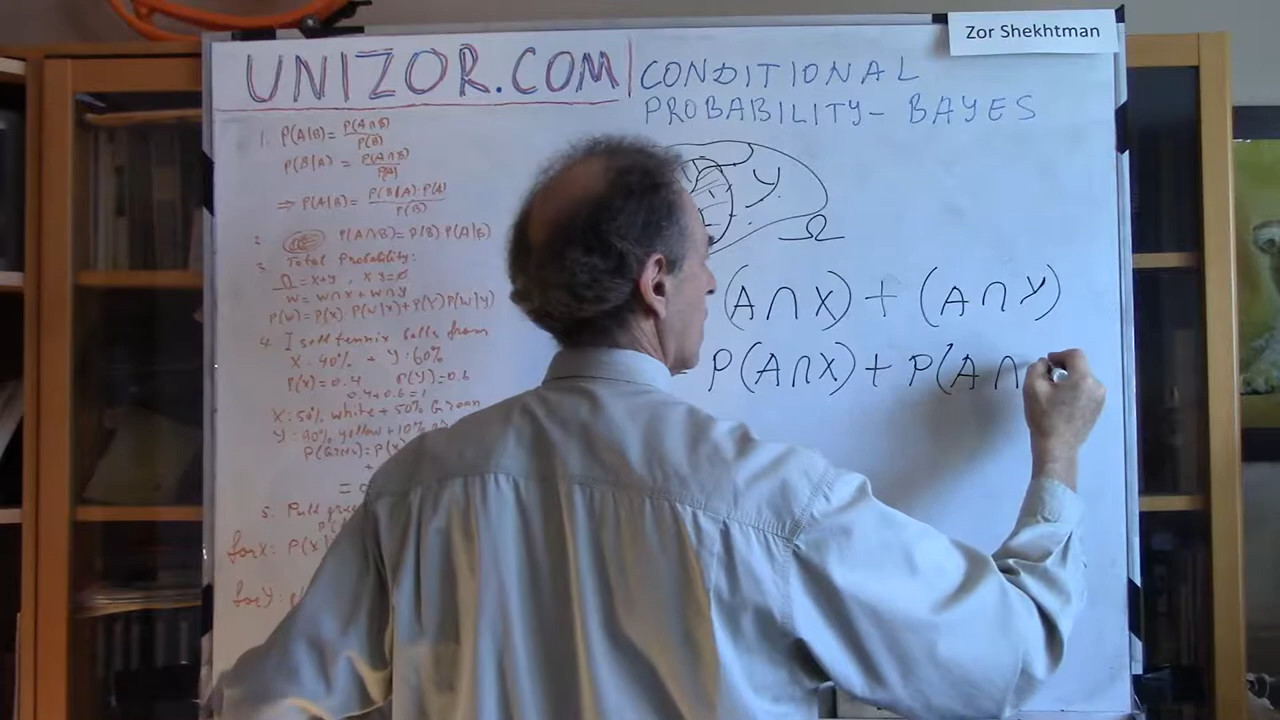 Zor Shekhtman
UNIZOR.COM
CONDITIONAL
PROBABILITY - BAYES
1. P(A|B) = P(A∩B) / P(B)
P(B|A) = P(A∩B) / P(A)
⇒ P(A|B) = P(B|A)·P(A) / P(B)
2. P(A∩B) = P(B) P(A|B)
3. Total Probability:
Ω = X+Y, X Y = ∅
W = W∩X + W∩Y
P(W) = P(X) · P(W|X) + P(Y) P(W|Y)
4. I sell tennis balls from
X: 40% + Y: 60%
P(X) = 0.4 P(Y) = 0.6
0.4+0.6=1
X: 50% white + 50% Green
Y: 90% yellow + 10%
P(Green) = P(X)
+
=
5. Pull
for X: P(X
for Y:
Y
Ω
(A∩X) + (A∩Y)
P(A∩X) + P(A∩